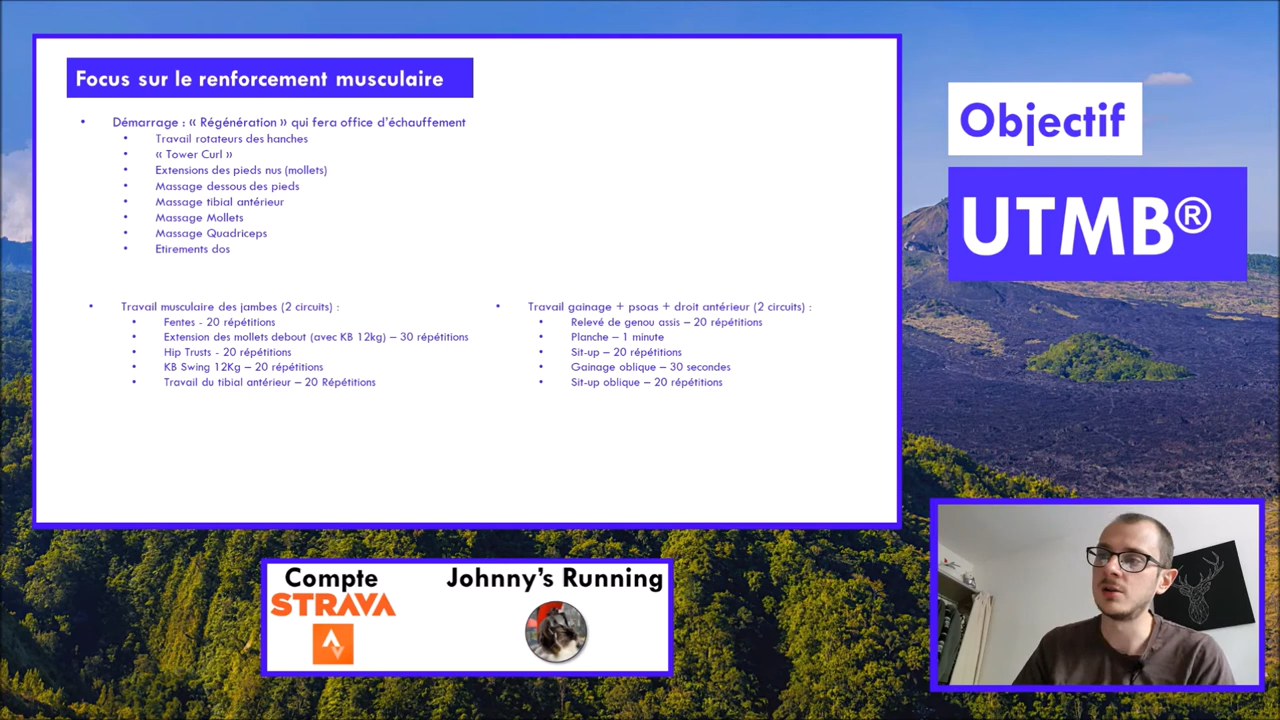 Focus sur le renforcement musculaire
• Démarrage : « Régénération » qui fera office d'échauffement
• Travail rotateurs des hanches
• « Tower Curl »
• Extensions des pieds nus (mollets)
• Massage dessous des pieds
• Massage tibial antérieur
• Massage Mollets
• Massage Quadriceps
• Etirements dos
• Travail musculaire des jambes (2 circuits) :
• Fentes - 20 répétitions
• Extension des mollets debout (avec KB 12kg) – 30 répétitions
• Hip Trusts - 20 répétitions
• KB Swing 12Kg – 20 répétitions
• Travail du tibial antérieur – 20 Répétitions
• Travail gainage + psoas + droit antérieur (2 circuits) :
• Relevé de genou assis – 20 répétitions
• Planche – 1 minute
• Sit-up – 20 répétitions
• Gainage oblique – 30 secondes
• Sit-up oblique – 20 répétitions
Objectif
UTMB®
Compte
STRAVA
Johnny's Running